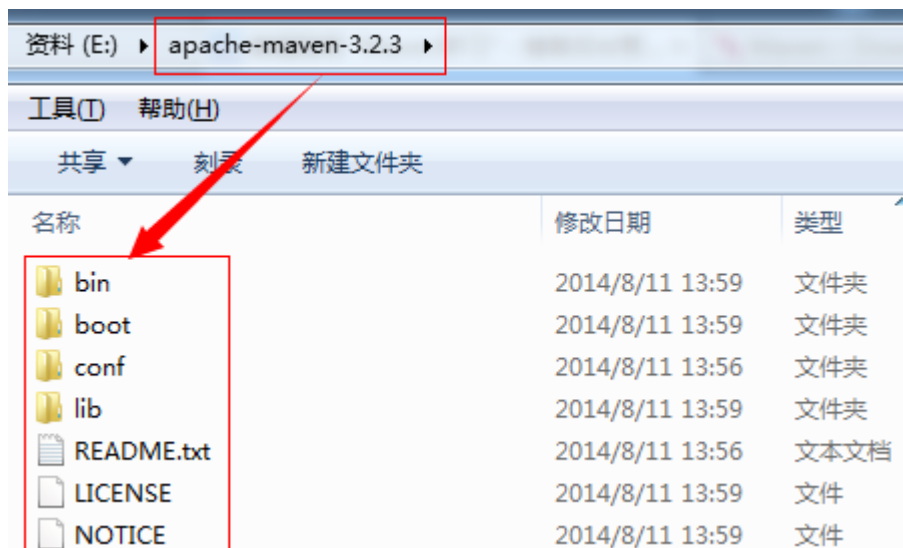 资料 (E:) ▸ apache-maven-3.2.3 ▸
工具(T) 帮助(H)
共享 刻录 新建文件夹
名称 修改日期 类型
bin 2014/8/11 13:59 文件夹
boot 2014/8/11 13:59 文件夹
conf 2014/8/11 13:56 文件夹
lib 2014/8/11 13:59 文件夹
README.txt 2014/8/11 13:56 文本文档
LICENSE 2014/8/11 13:59 文件
NOTICE 2014/8/11 13:59 文件